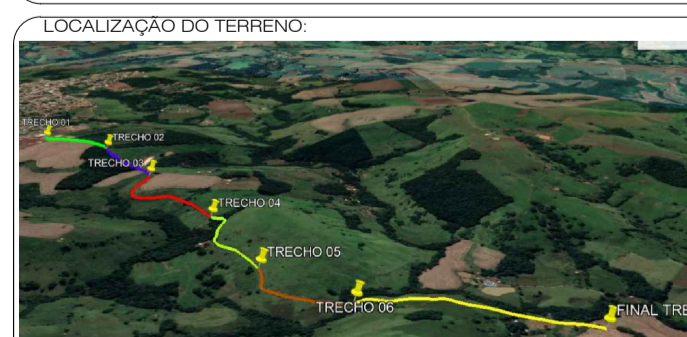 LOCALIZAÇÃO DO TERRENO:
TRECHO 01
TRECHO 02
TRECHO 03
TRECHO 04
TRECHO 05
TRECHO 06
FINAL TRE